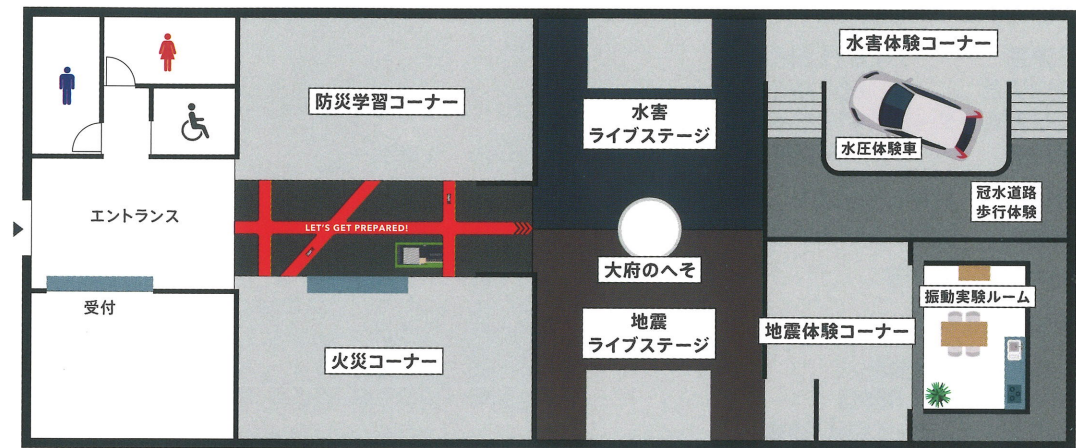 水害体験コーナー
防災学習コーナー
水害
ライブステージ
水圧体験車
冠水道路
歩行体験
エントランス
LET'S GET PREPARED!
大府のへそ
振動実験ルーム
受付
地震
ライブステージ
地震体験コーナー
火災コーナー